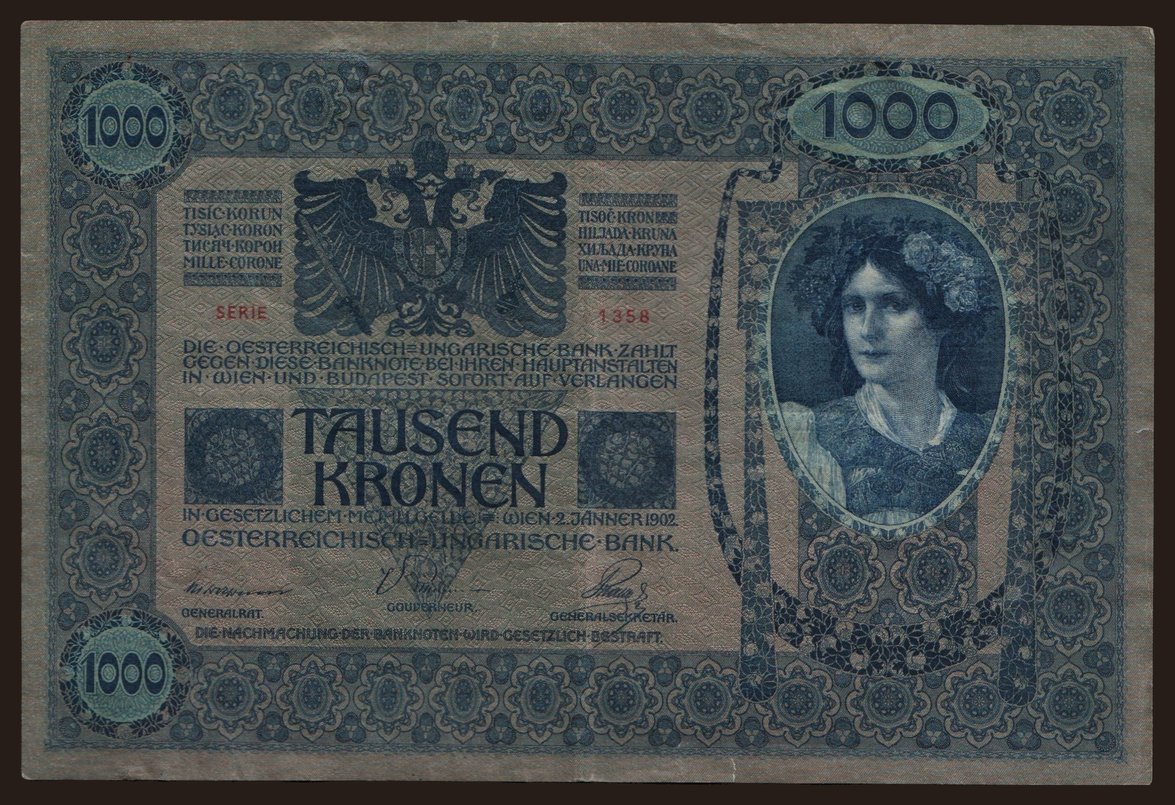 1000
1000
TISÍC·KORUN
TYSIĄC·KORON
ТИСЯЧ·КОРОН
MILLE·CORONE
TISOČ·KRON
HILJADA·KRUNA
ХИЉАДА·КРУНА
UNA·MIE·COROANE
SERIE 1358
DIE·OESTERREICHISCH=UNGARISCHE·BANK·ZAHLT
GEGEN·DIESE·BANKNOTE·BEI·IHREN·HAUPTANSTALTEN
IN·WIEN·UND·BUDAPEST·SOFORT·AUF·VERLANGEN
TAUSEND
KRONEN
IN·GESETZLICHEM·METALLGELDE·WIEN·2.JÄNNER 1902.
OESTERREICHISCH=UNGARISCHE·BANK.
GENERALRAT.
GOUVERNEUR.
GENERALSEKRETÄR.
DIE·NACHMACHUNG·DER·BANKNOTEN·WIRD·GESETZLICH·BESTRAFT.
1000